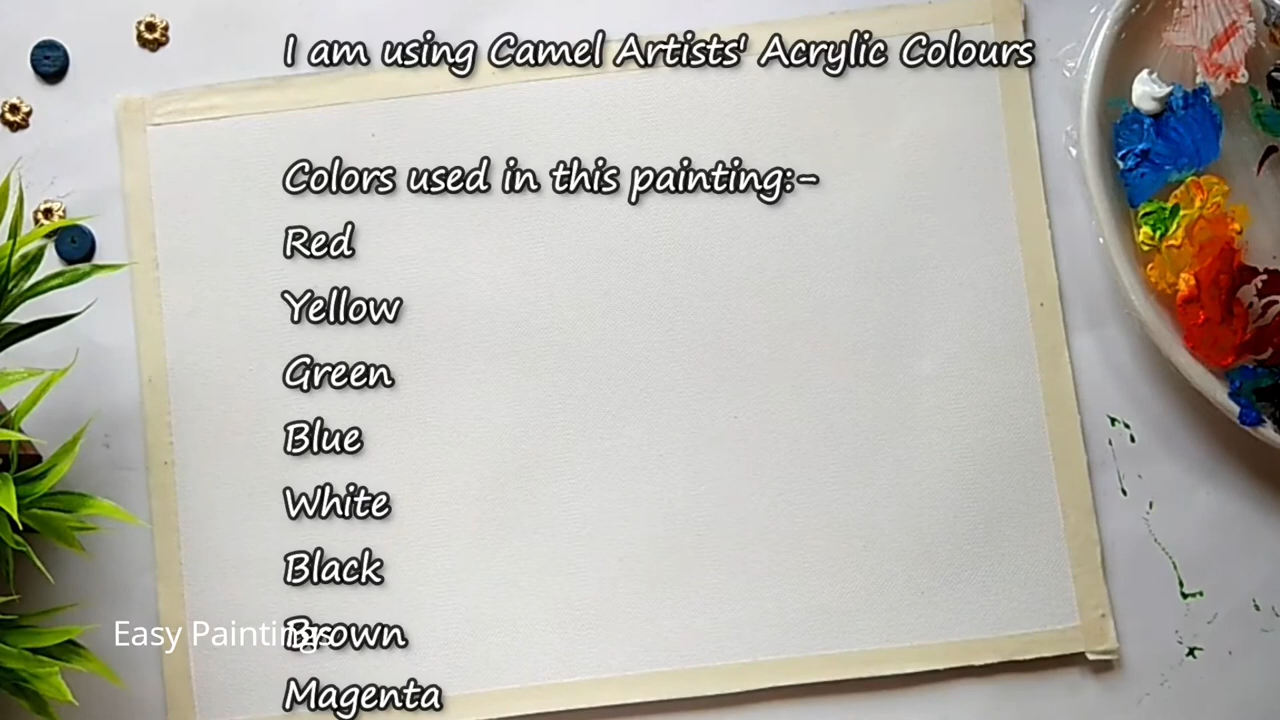 I am using Camel Artists' Acrylic Colours
Colors used in this painting:-
Red
Yellow
Green
Blue
White
Black
Brown
Easy Paintings
Magenta